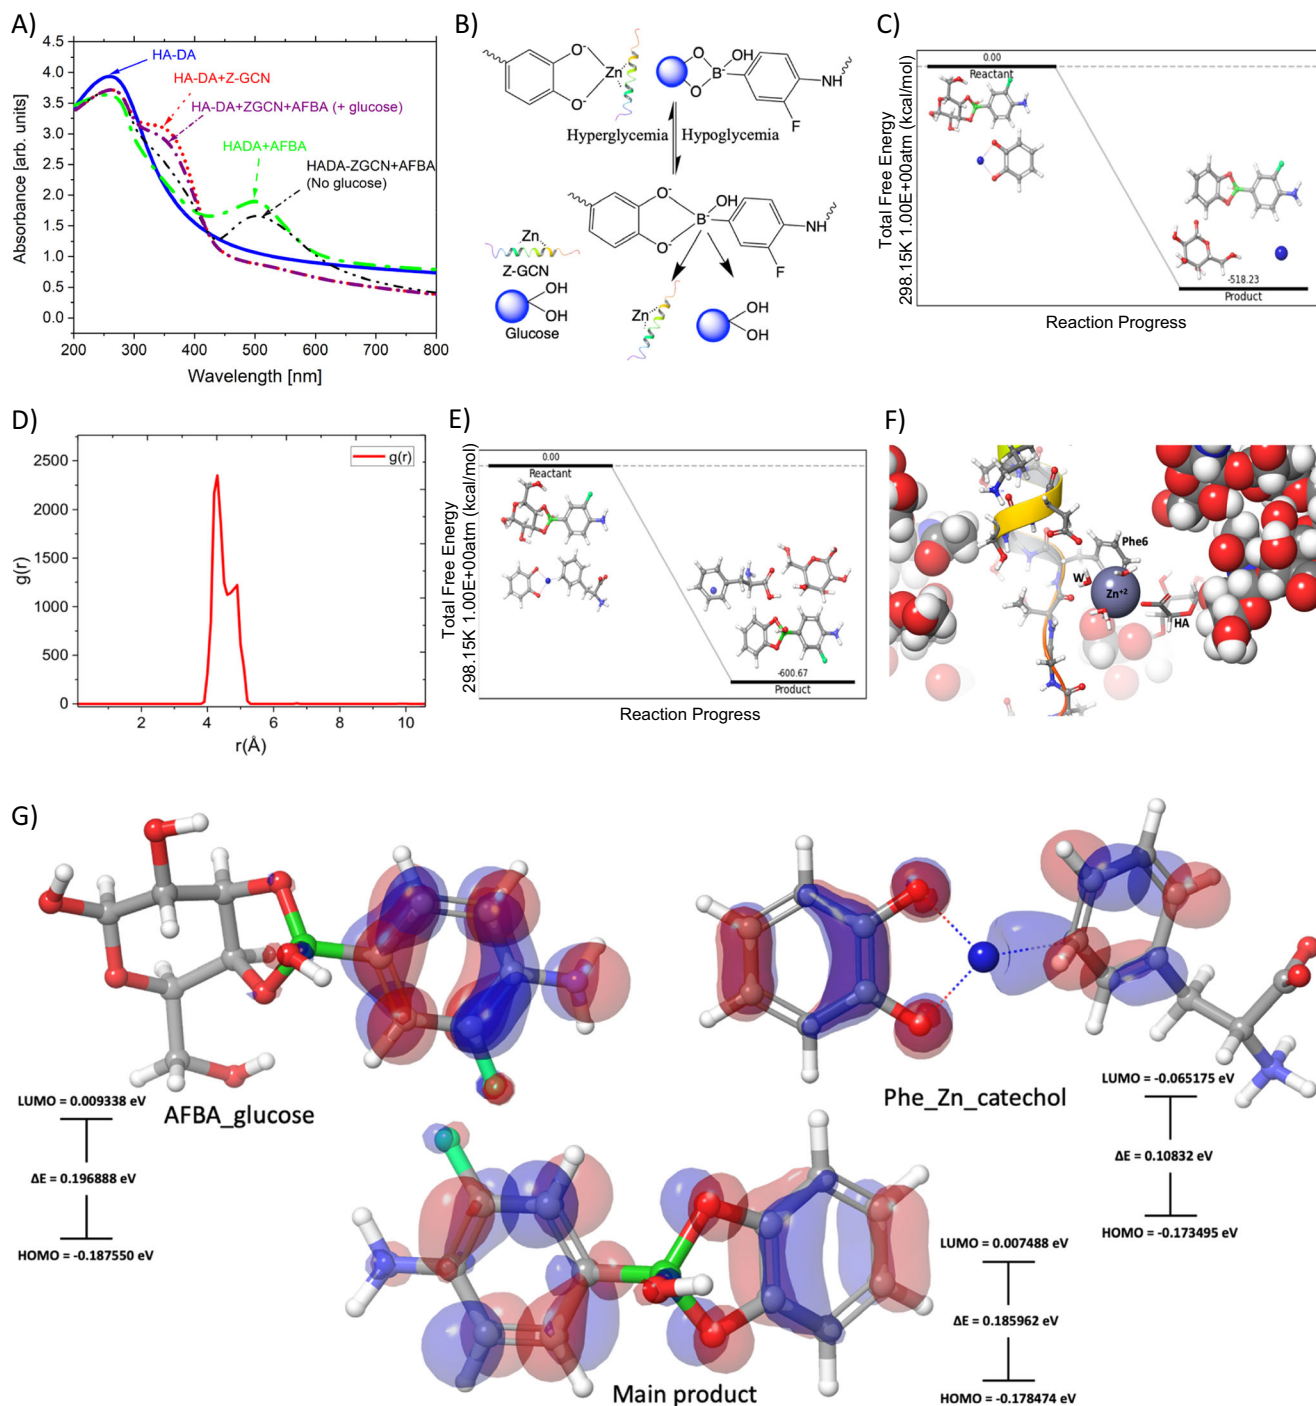 A)
4.5
4.0
3.5
3.0
2.5
2.0
1.5
1.0
0.5
0.0
Absorbance [arb. units]
HA-DA
HA-DA+Z-GCN
HA-DA+ZGCN+AFBA (+ glucose)
HADA+AFBA
HADA-ZGCN+AFBA
(No glucose)
200 300 400 500 600 700 800
Wavelength [nm]
B)
O-
Zn
O-
O
O
OH
B-
NH
F
Hyperglycemia
Hypoglycemia
O-
O-
OH
B-
NH
F
Zn
Z-GCN
OH
OH
Glucose
Zn
OH
OH
C)
Total Free Energy
298.15K 1.00E+00atm (kcal/mol)
0.00
Reactant
-518.23
Product
Reaction Progress
D)
2500
2000
1500
1000
500
0
g(r)
g(r)
2 4 6 8 10
r(Å)
E)
Total Free Energy
298.15K 1.00E+00atm (kcal/mol)
0.00
Reactant
-600.67
Product
Reaction Progress
F)
Phe6
W
Zn+2
HA
G)
LUMO = 0.009338 eV
AFBA_glucose
ΔE = 0.196888 eV
HOMO = -0.187550 eV
Phe_Zn_catechol
LUMO = -0.065175 eV
ΔE = 0.10832 eV
HOMO = -0.173495 eV
Main product
LUMO = 0.007488 eV
ΔE = 0.185962 eV
HOMO = -0.178474 eV